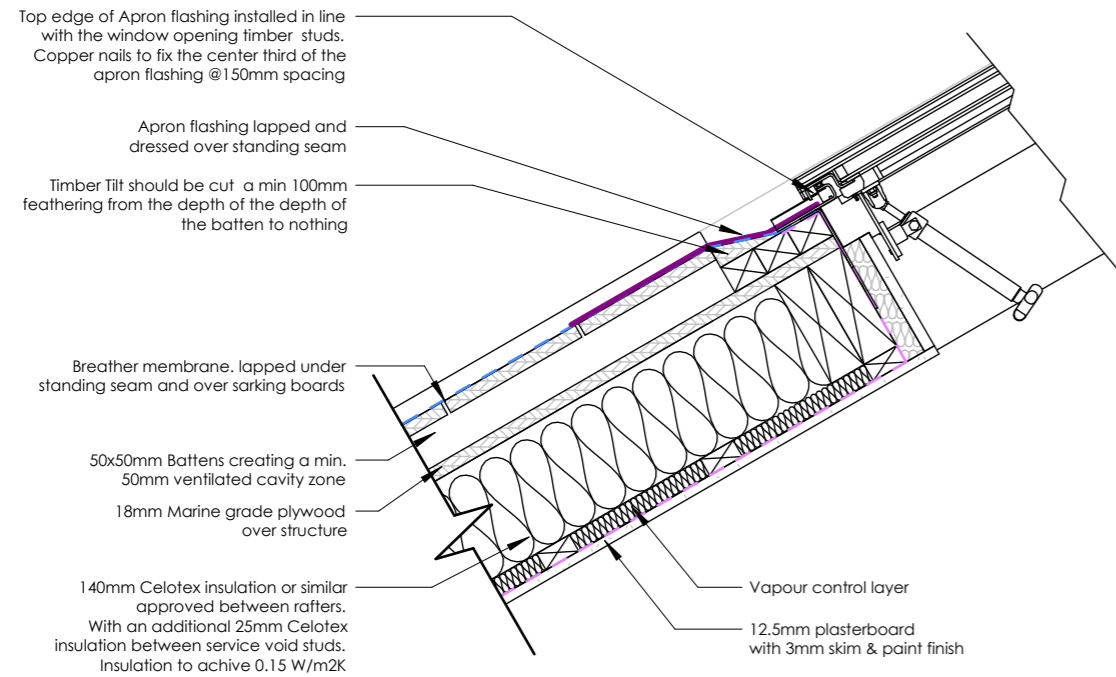 Top edge of Apron flashing installed in line
with the window opening timber studs.
Copper nails to fix the center third of the
apron flashing @150mm spacing
Apron flashing lapped and
dressed over standing seam
Timber Tilt should be cut a min 100mm
feathering from the depth of the depth of
the batten to nothing
Breather membrane. lapped under
standing seam and over sarking boards
50x50mm Battens creating a min.
50mm ventilated cavity zone
18mm Marine grade plywood
over structure
140mm Celotex insulation or similar
approved between rafters.
With an additional 25mm Celotex
insulation between service void studs.
Insulation to achive 0.15 W/m2K
Vapour control layer
12.5mm plasterboard
with 3mm skim & paint finish